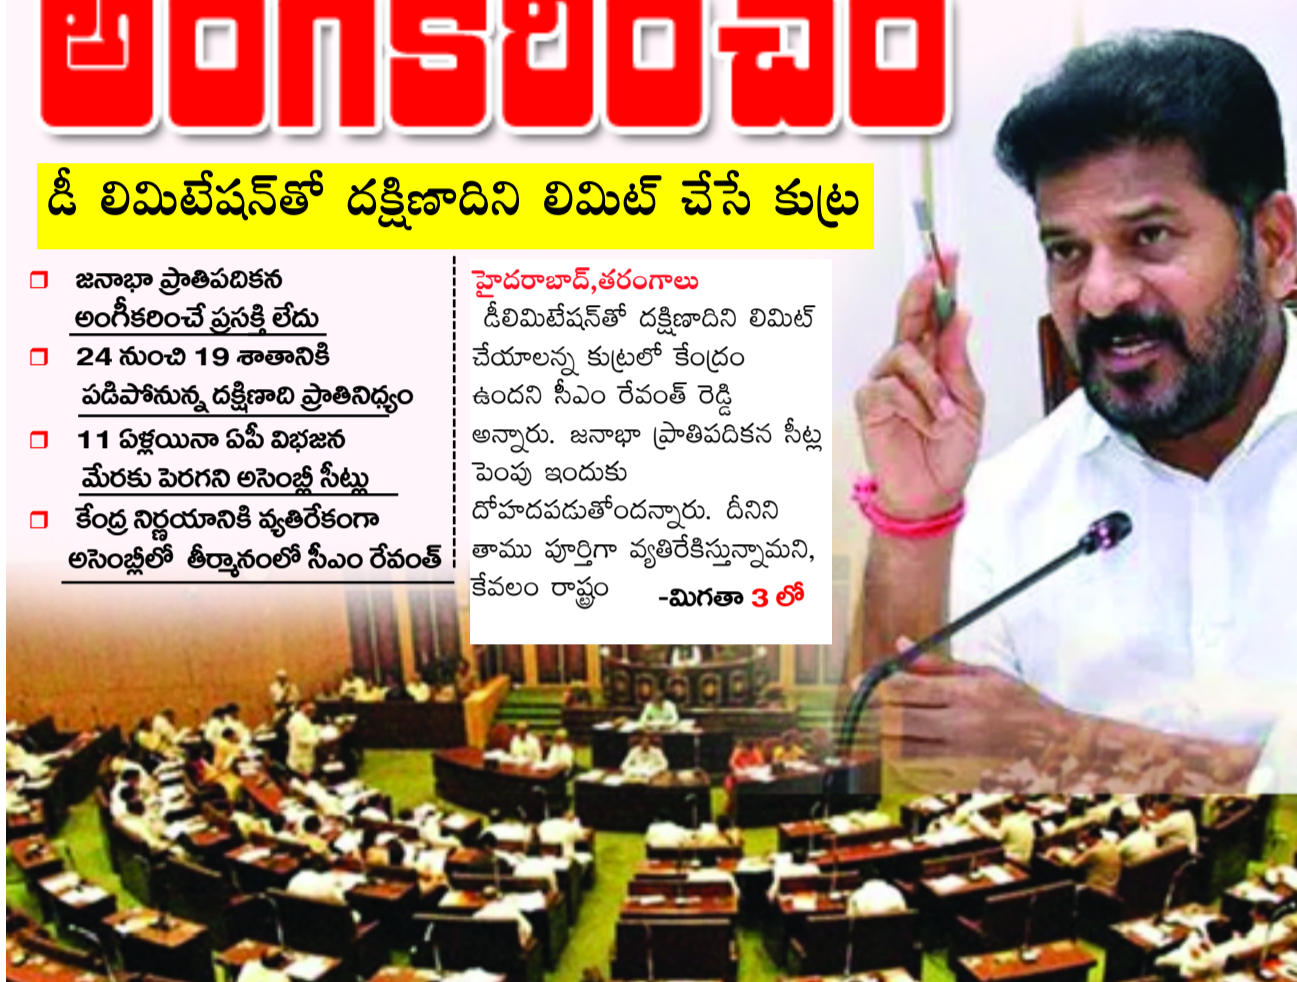 అంగీకరించం
డీ లిమిటేషన్‌తో దక్షిణాదిని లిమిట్ చేసే కుట్ర
జనాభా ప్రాతిపదికన
అంగీకరించే ప్రసక్తి లేదు
24 నుంచి 19 శాతానికి
పడిపోనున్న దక్షిణాది ప్రాతినిధ్యం
11 ఏళ్లయినా ఏపీ విభజన
మేరకు పెరగని అసెంబ్లీ సీట్లు
కేంద్ర నిర్ణయానికి వ్యతిరేకంగా
అసెంబ్లీలో తీర్మానంలో సీఎం రేవంత్
హైదరాబాద్,తరంగాలు
డీలిమిటేషన్‌తో దక్షిణాదిని లిమిట్
చేయాలన్న కుట్రలో కేంద్రం
ఉందని సీఎం రేవంత్ రెడ్డి
అన్నారు. జనాభా ప్రాతిపదికన సీట్ల
పెంపు ఇందుకు
దోహదపడుతోందన్నారు. దీనిని
తాము పూర్తిగా వ్యతిరేకిస్తున్నామని,
కేవలం రాష్ట్రం
-మిగతా 3 లో